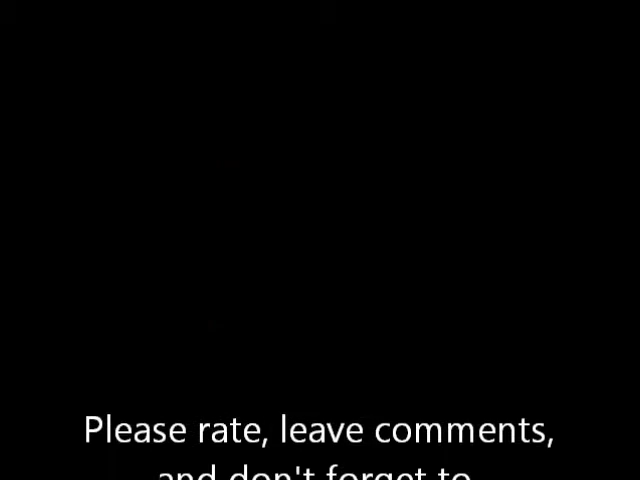 Please rate, leave comments,
and don't forget to